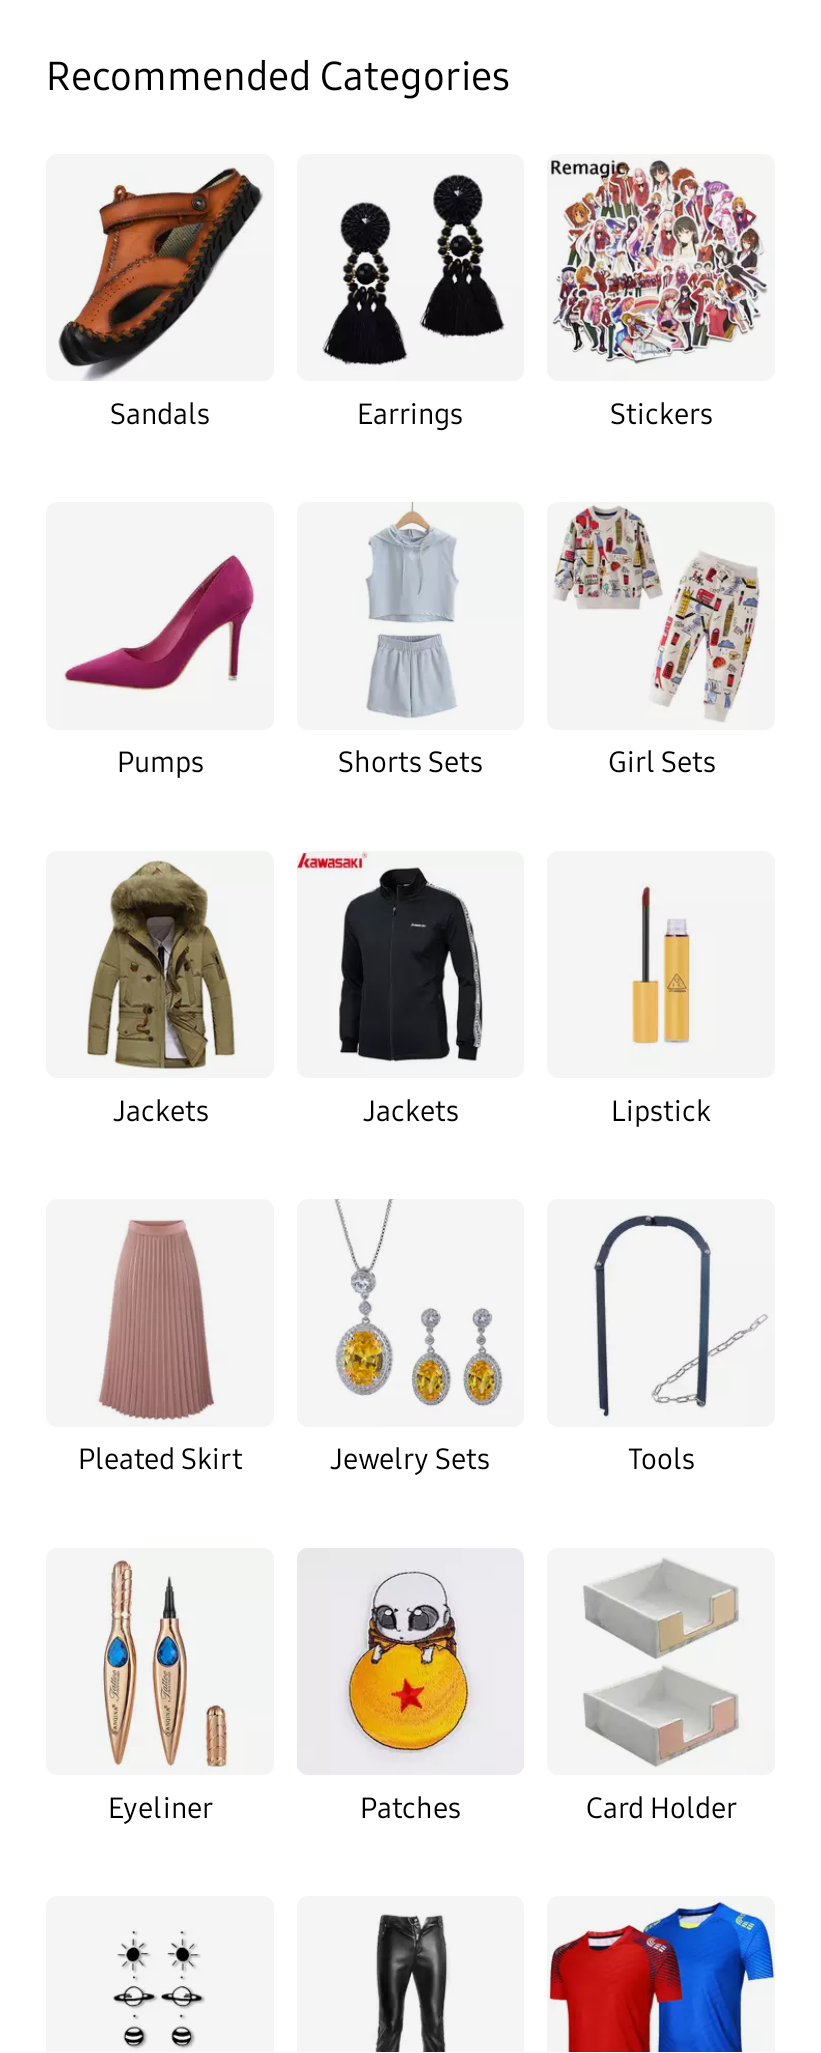 Recommended Categories
Remagic
Sandals
Earrings
Stickers
Pumps
Shorts Sets
Girl Sets
Kawasaki
Jackets
Jackets
Lipstick
Pleated Skirt
Jewelry Sets
Tools
Eyeliner
Patches
Card Holder